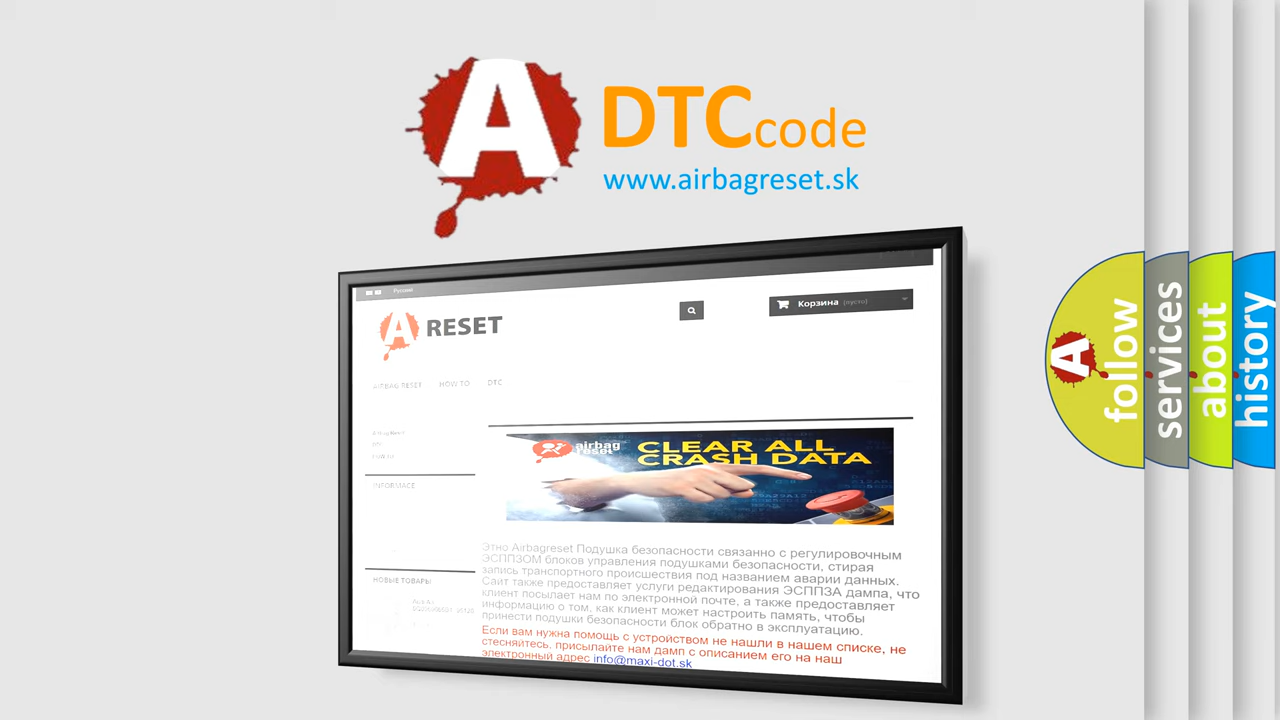 A
DTCcode
www.airbagreset.sk
Русский
A RESET
Корзина (пусто)
AIRBAG RESET HOW TO DTC
INFORMACE
airbag
reset
CLEAR ALL
CRASH DATA
Этно Airbagreset Подушка безопасности связанно с регулировочным
ЭСППЗОМ блоков управления подушками безопасности, стирая
запись транспортного происшествия под названием аварии данных.
Сайт также предоставляет услуги редактирования ЭСППЗА дампа, что
клиент посылает нам по электронной почте, а также предоставляет
информацию о том, как клиент может настроить память, чтобы
принести подушки безопасности блок обратно в эксплуатацию.
Если вам нужна помощь с устройством не нашли в нашем списке, не
стесняйтесь, присылайте нам дамп с описанием его на наш
электронный адрес info@maxi-dot.sk
НОВЫЕ ТОВАРЫ
A
follow
services
about
history